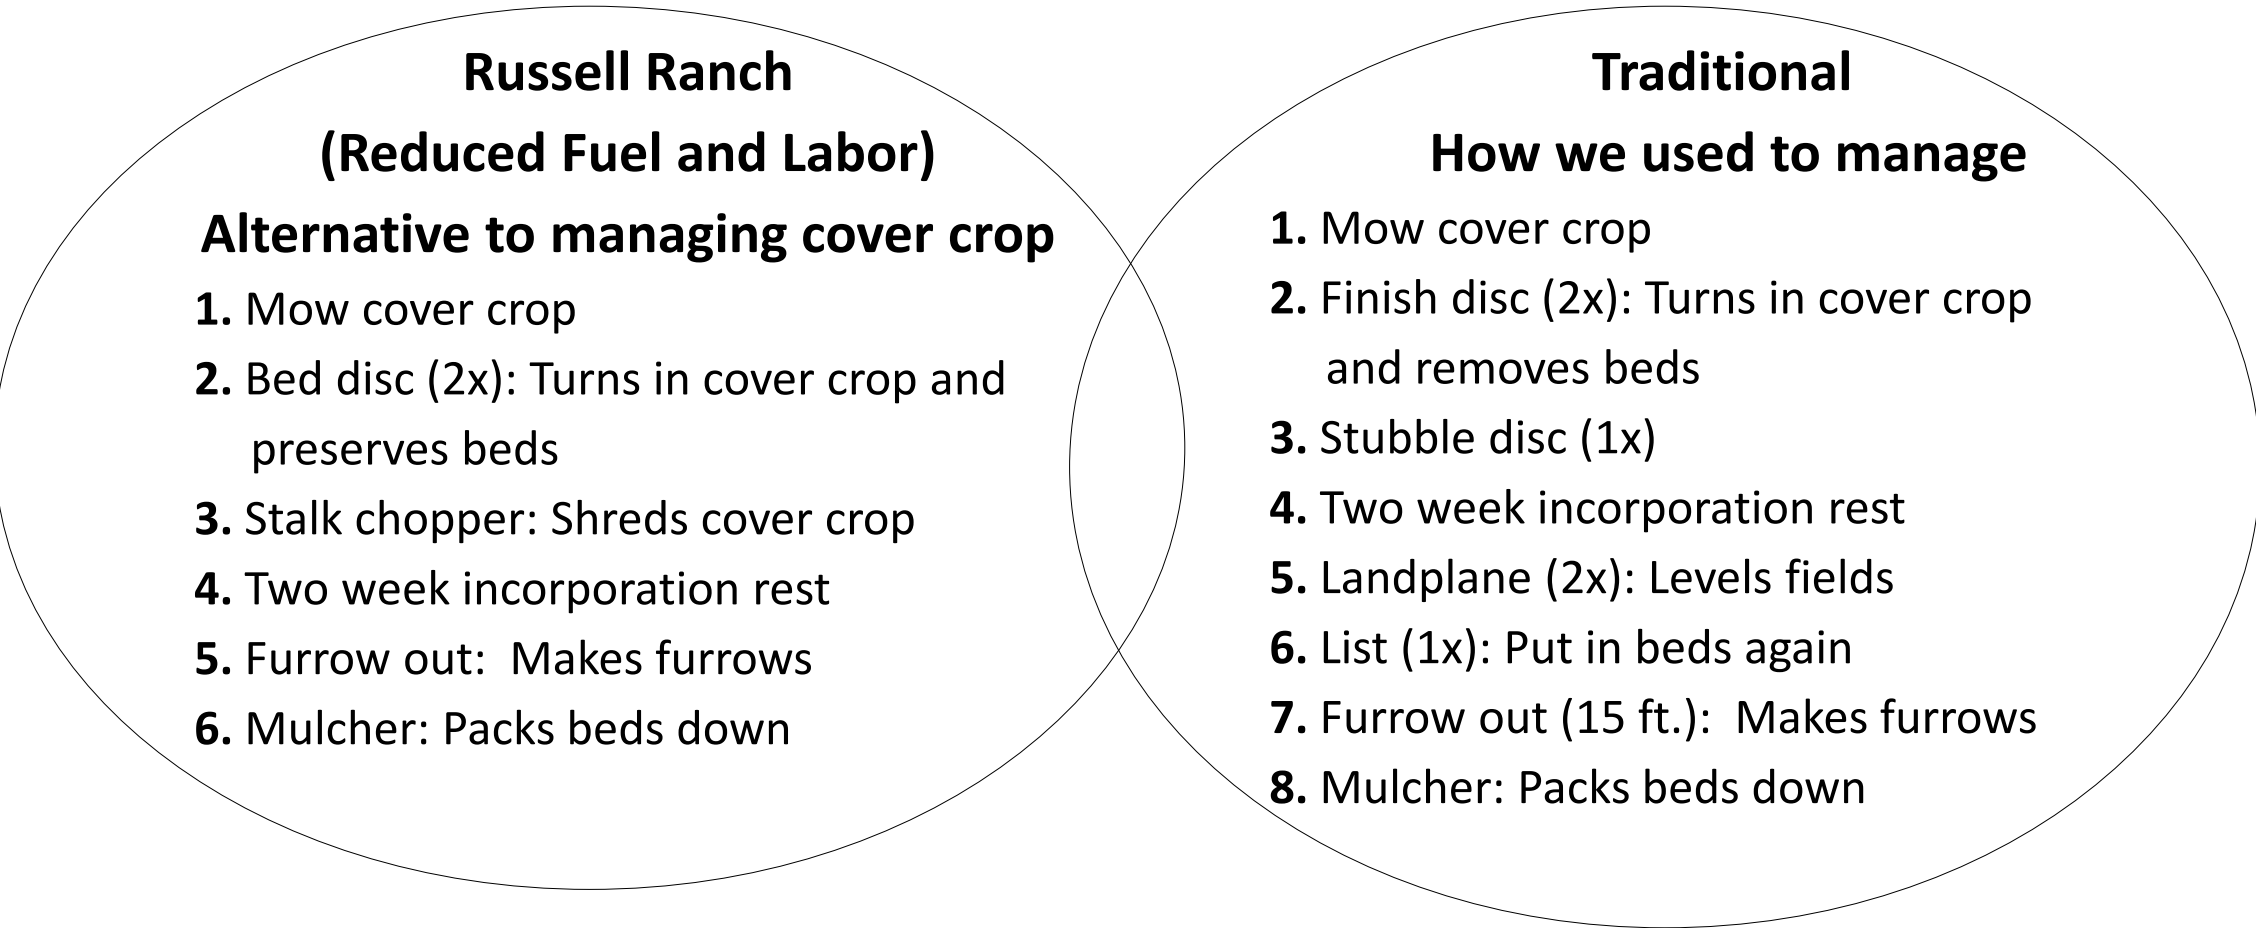 Russell Ranch
(Reduced Fuel and Labor)
Alternative to managing cover crop
1. Mow cover crop
2. Bed disc (2x): Turns in cover crop and
preserves beds
3. Stalk chopper: Shreds cover crop
4. Two week incorporation rest
5. Furrow out:  Makes furrows
6. Mulcher: Packs beds down
Traditional
How we used to manage
1. Mow cover crop
2. Finish disc (2x): Turns in cover crop
and removes beds
3. Stubble disc (1x)
4. Two week incorporation rest
5. Landplane (2x): Levels fields
6. List (1x): Put in beds again
7. Furrow out (15 ft.):  Makes furrows
8. Mulcher: Packs beds down